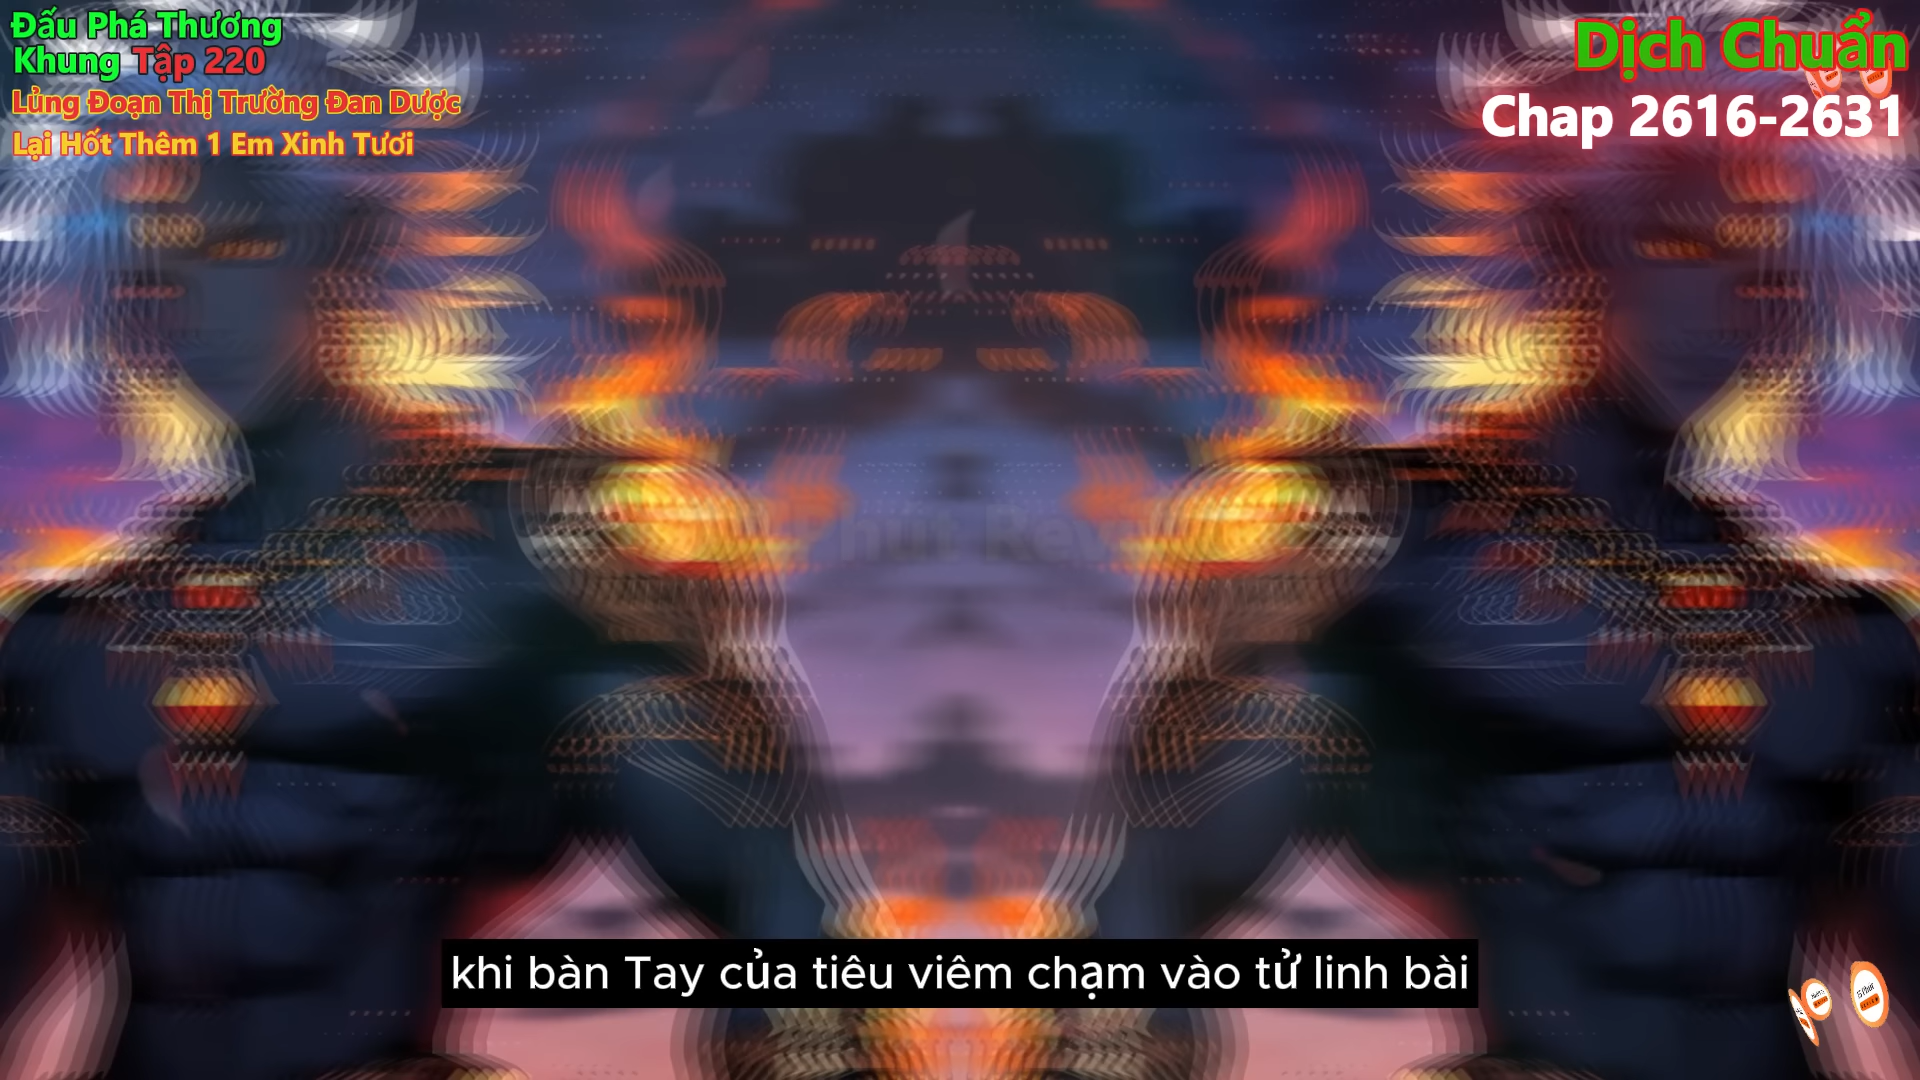 Đấu Phá Thương
Khung Tập 220
Lủng Đoạn Thị Trường Đan Dược
Lại Hốt Thêm 1 Em Xinh Tươi
Dịch Chuẩn
Chap 2616-2631
khi bàn Tay của tiêu viêm chạm vào tử linh bài